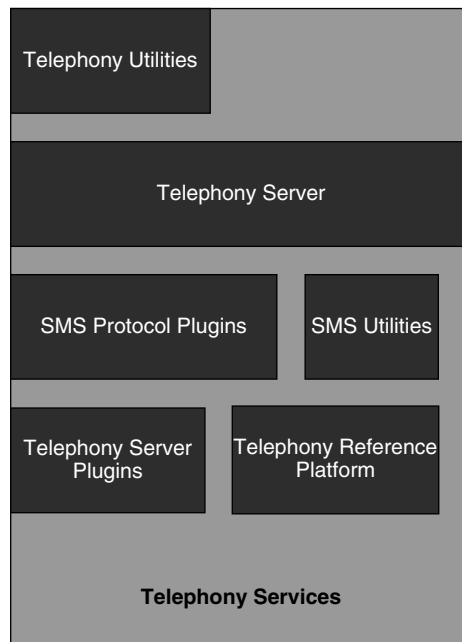 Telephony Utilities
Telephony Server
SMS Protocol Plugins
SMS Utilities
Telephony Server
Plugins
Telephony Reference
Platform
Telephony Services